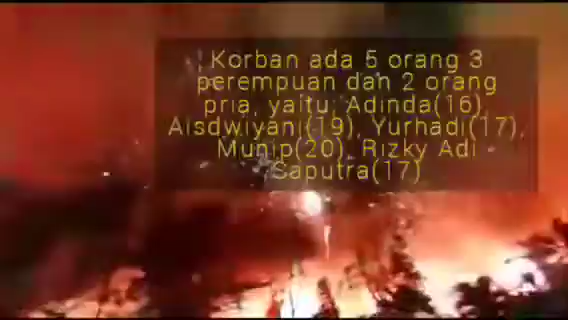 Korban ada 5 orang 3
perempuan dan 2 orang
pria, yaitu: Adinda(16),
Alsdwiyani(19), Yurhadi(17),
Munip(20), Rizky Adi
Saputra(17)